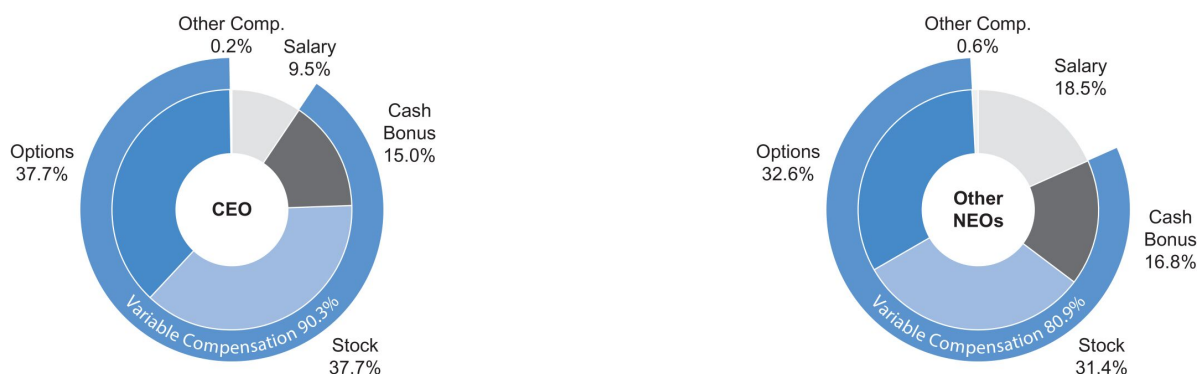 Other Comp.
0.2%
Salary
9.5%
Cash
Bonus
15.0%
Options
37.7%
CEO
Variable Compensation 90.3%
Stock
37.7%
Other Comp.
0.6%
Salary
18.5%
Options
32.6%
Other
NEOs
Cash
Bonus
16.8%
Variable Compensation 80.9%
Stock
31.4%